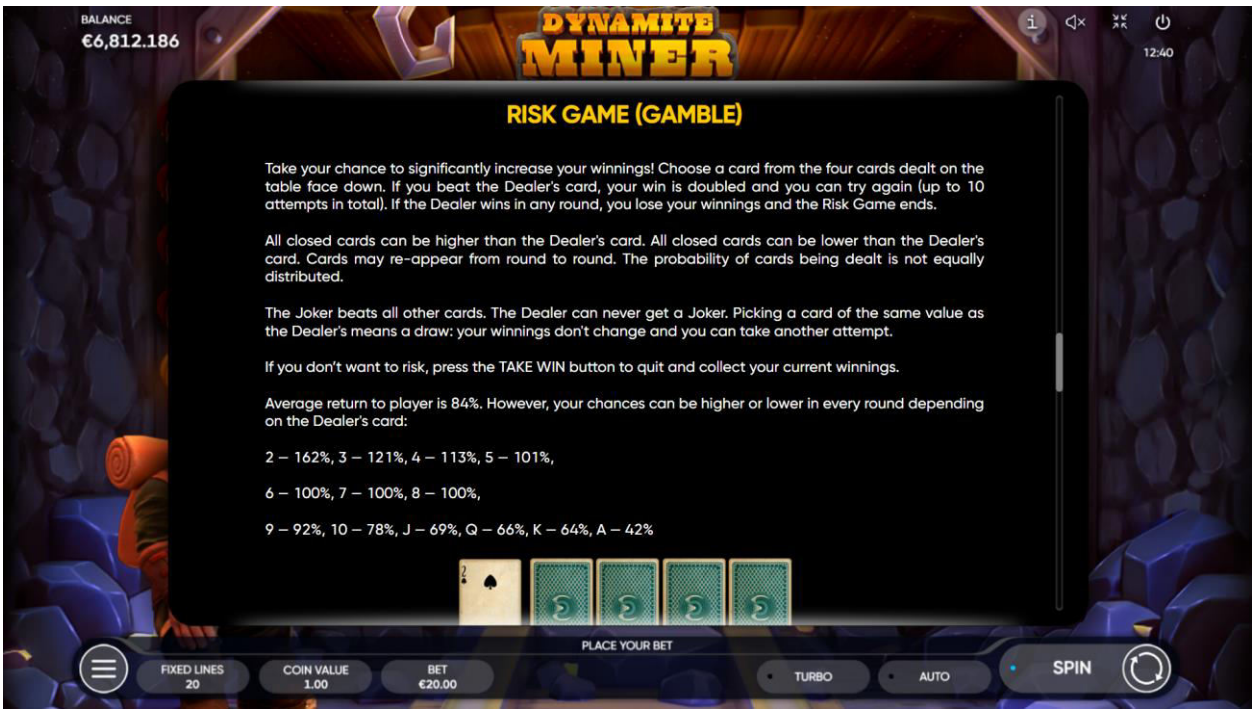 BALANCE
€6,812.186
DYNAMITE
MINER
i
12:40
RISK GAME (GAMBLE)
Take your chance to significantly increase your winnings! Choose a card from the four cards dealt on the
table face down. If you beat the Dealer's card, your win is doubled and you can try again (up to 10
attempts in total). If the Dealer wins in any round, you lose your winnings and the Risk Game ends.
All closed cards can be higher than the Dealer's card. All closed cards can be lower than the Dealer's
card. Cards may re-appear from round to round. The probability of cards being dealt is not equally
distributed.
The Joker beats all other cards. The Dealer can never get a Joker. Picking a card of the same value as
the Dealer's means a draw: your winnings don't change and you can take another attempt.
If you don't want to risk, press the TAKE WIN button to quit and collect your current winnings.
Average return to player is 84%. However, your chances can be higher or lower in every round depending
on the Dealer's card:
2 – 162%, 3 – 121%, 4 – 113%, 5 – 101%,
6 – 100%, 7 – 100%, 8 – 100%,
9 – 92%, 10 – 78%, J – 69%, Q – 66%, K – 64%, A – 42%
2
PLACE YOUR BET
FIXED LINES
20
COIN VALUE
1.00
BET
€20.00
TURBO
AUTO
SPIN